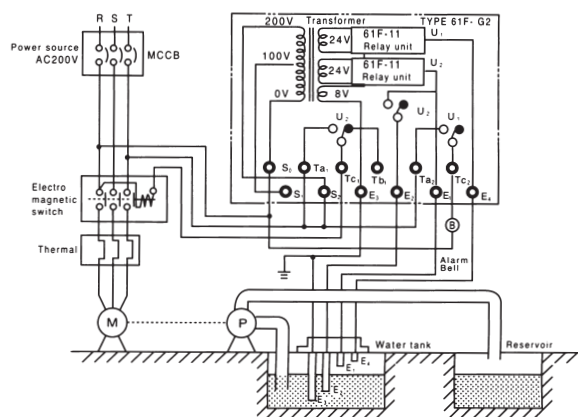 R S T
Power source
AC200V
MCCB
200V
Transformer
TYPE 61F-G2
24V
61F-11
Relay unit
U₁
100V
24V
61F-11
Relay unit
U₂
0V
8V
U₂
U₂
U₁
S₀ Ta₁ Tc₁ Tb₁ Ta₂ Tc₂
S₁ S₂ E₃ E₂ E₁ E₄
Electro
magnetic
switch
Thermal
B
Alarm
Bell
M
P
Water tank
Reservoir
E₁ E₄
E₃